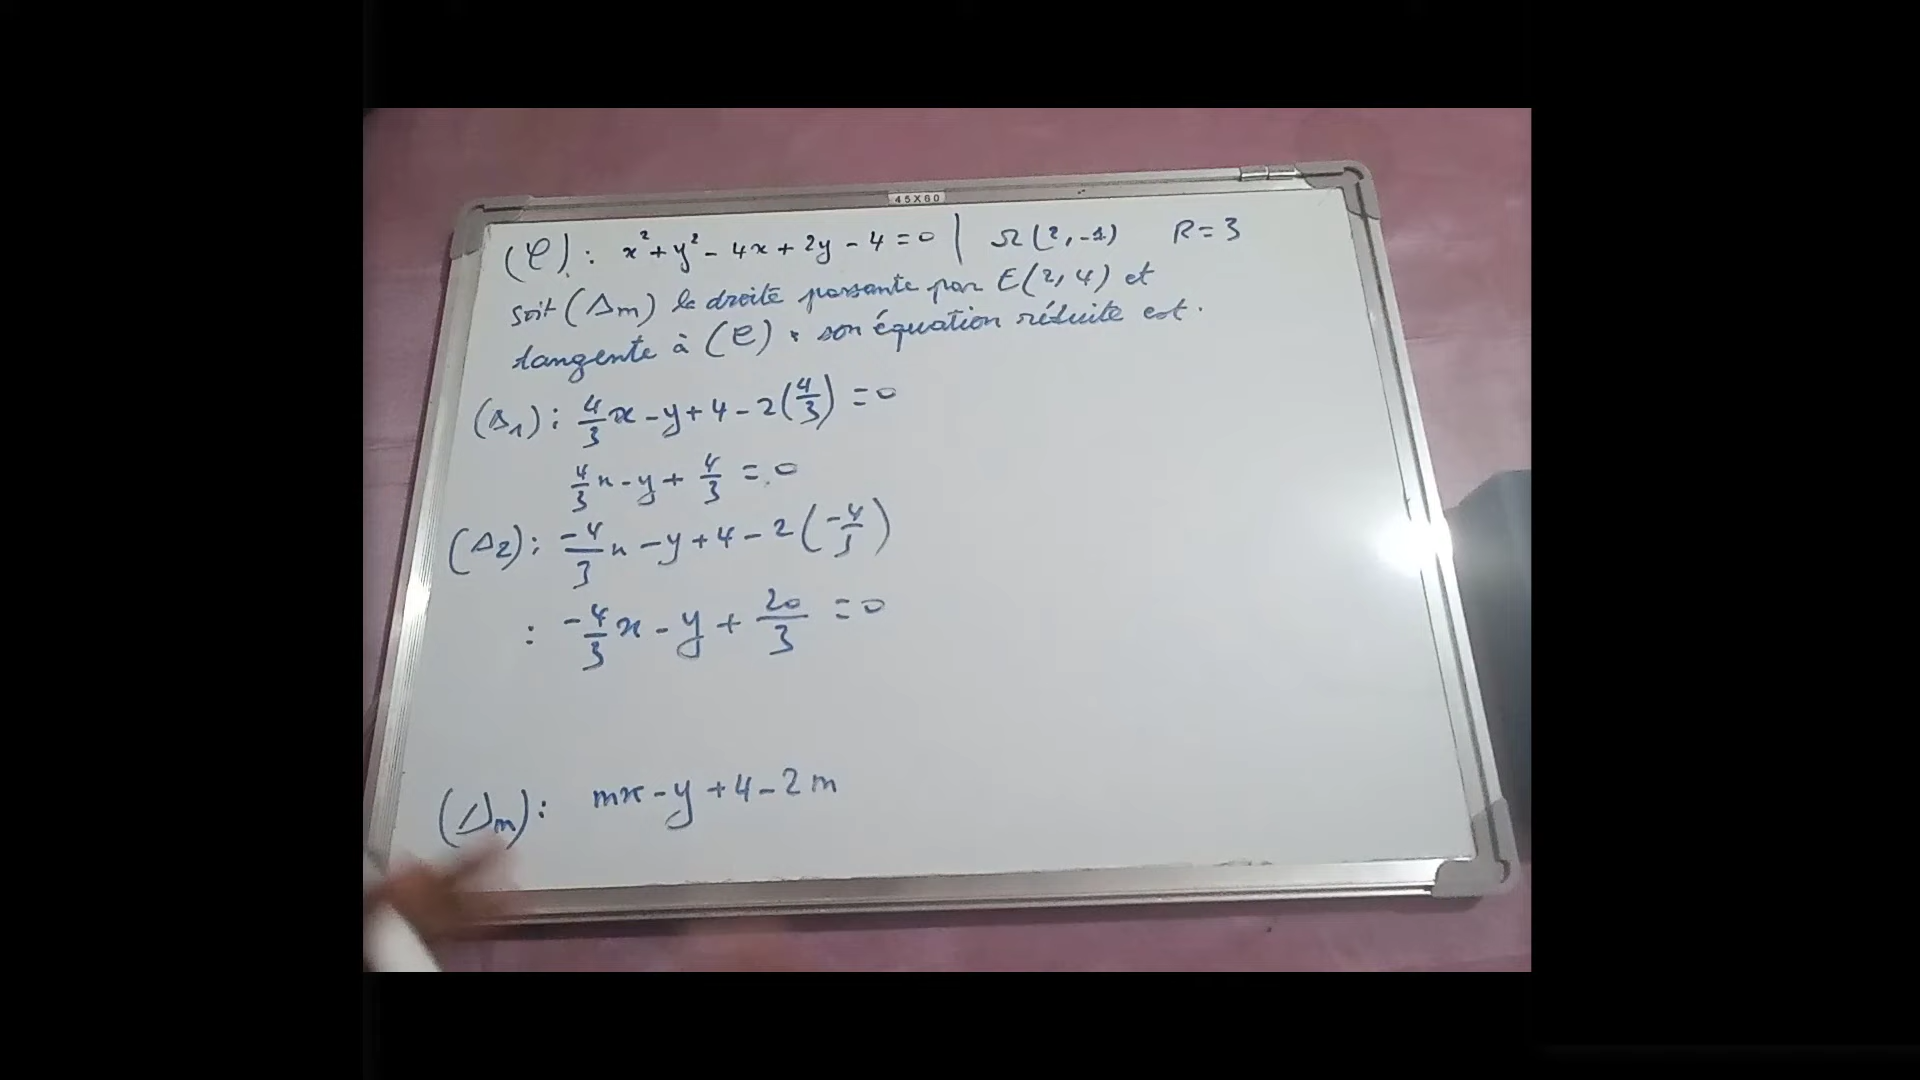 45X60
(C) : x² + y² - 4x + 2y - 4 = 0 | Ω(2, -1) R = 3
soit (Δm) la droite passante par E(2, 4) et
tangente à (C) : son équation réduite est .
(Δ1) : 4/3 x - y + 4 - 2(4/3) = 0
4/3 x - y + 4/3 = 0
(Δ2) : -4/3 x - y + 4 - 2(-4/3)
: -4/3 x - y + 20/3 = 0
(Δm) : mx - y + 4 - 2m